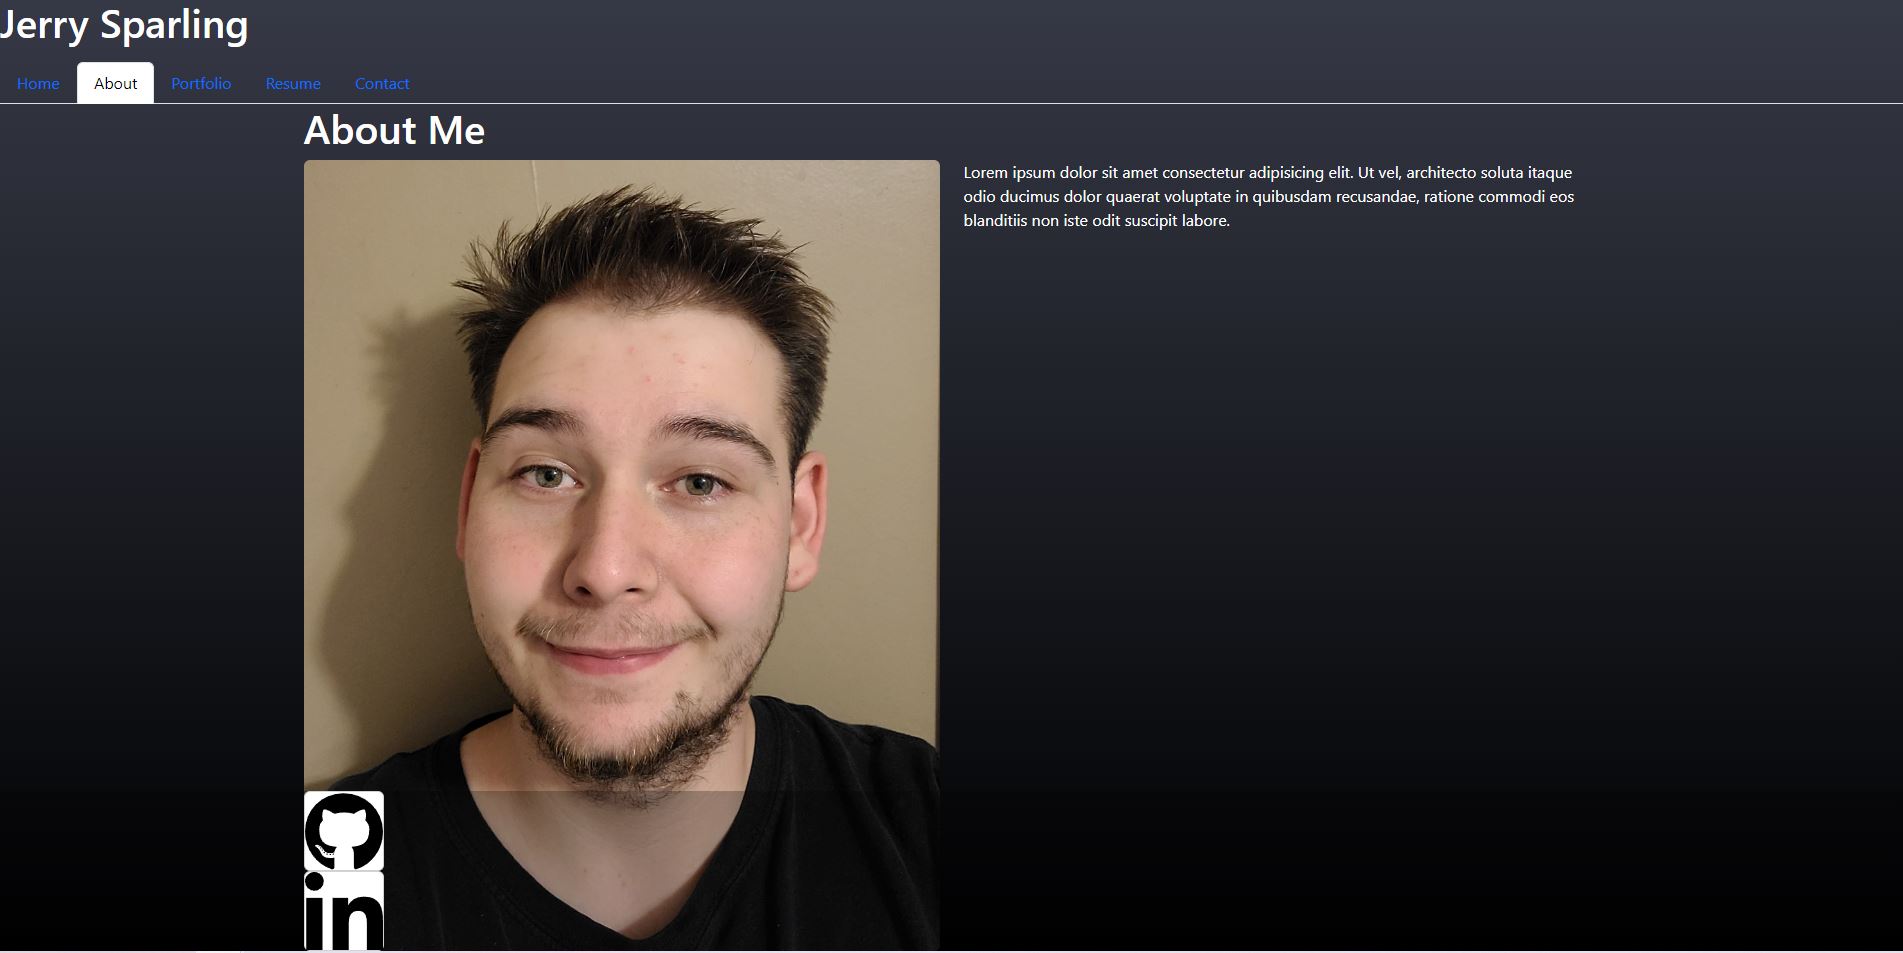 Jerry Sparling
Home About Portfolio Resume Contact
About Me
Lorem ipsum dolor sit amet consectetur adipisicing elit. Ut vel, architecto soluta itaque
odio ducimus dolor quaerat voluptate in quibusdam recusandae, ratione commodi eos
blanditiis non iste odit suscipit labore.
in